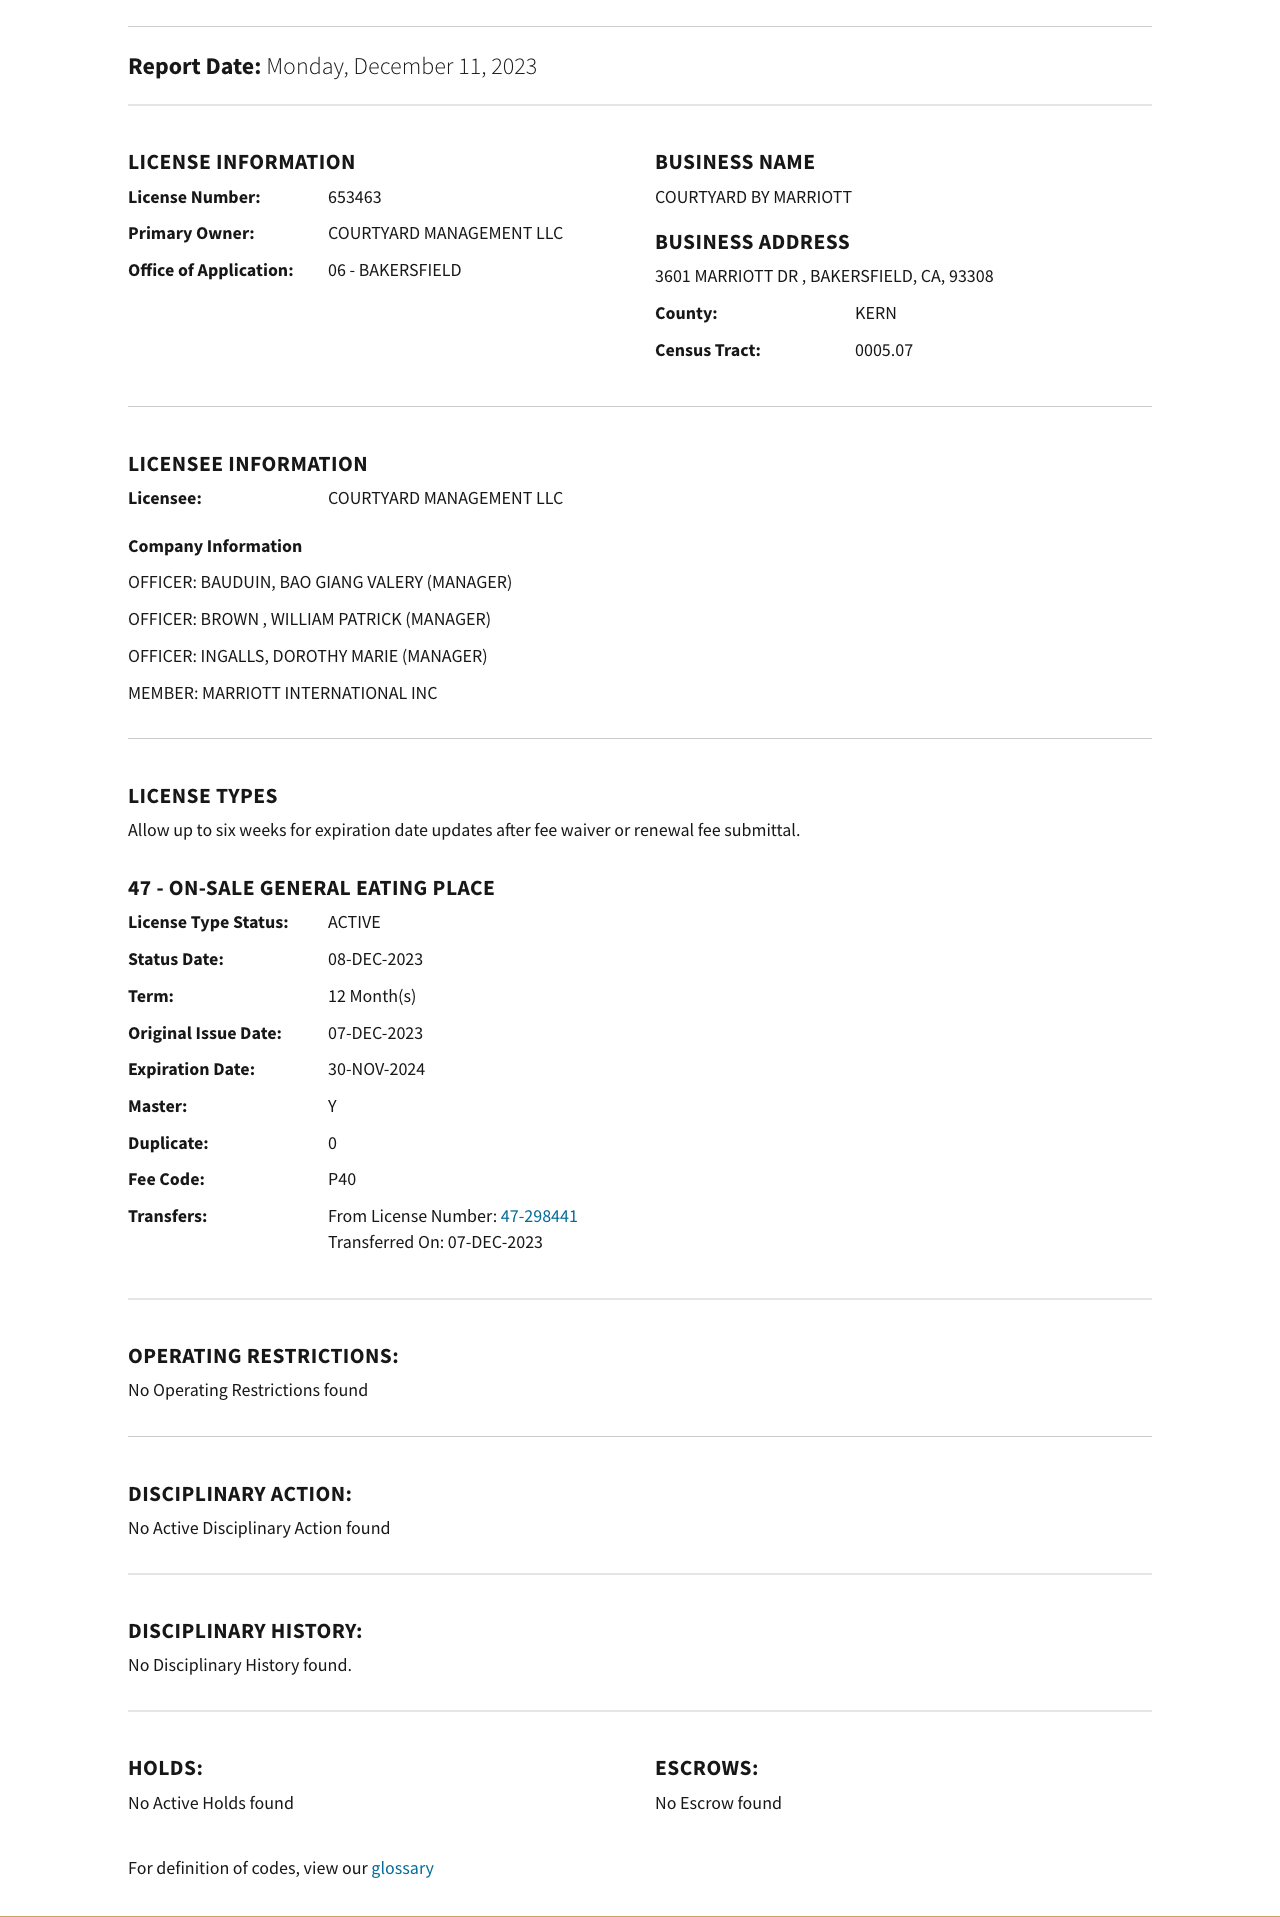 Report Date: Monday, December 11, 2023
LICENSE INFORMATION
License Number: 653463
Primary Owner: COURTYARD MANAGEMENT LLC
Office of Application: 06 - BAKERSFIELD
BUSINESS NAME
COURTYARD BY MARRIOTT
BUSINESS ADDRESS
3601 MARRIOTT DR , BAKERSFIELD, CA, 93308
County: KERN
Census Tract: 0005.07
LICENSEE INFORMATION
Licensee: COURTYARD MANAGEMENT LLC
Company Information
OFFICER: BAUDUIN, BAO GIANG VALERY (MANAGER)
OFFICER: BROWN , WILLIAM PATRICK (MANAGER)
OFFICER: INGALLS, DOROTHY MARIE (MANAGER)
MEMBER: MARRIOTT INTERNATIONAL INC
LICENSE TYPES
Allow up to six weeks for expiration date updates after fee waiver or renewal fee submittal.
47 - ON-SALE GENERAL EATING PLACE
License Type Status: ACTIVE
Status Date: 08-DEC-2023
Term: 12 Month(s)
Original Issue Date: 07-DEC-2023
Expiration Date: 30-NOV-2024
Master: Y
Duplicate: 0
Fee Code: P40
Transfers: From License Number: 47-298441
Transferred On: 07-DEC-2023
OPERATING RESTRICTIONS:
No Operating Restrictions found
DISCIPLINARY ACTION:
No Active Disciplinary Action found
DISCIPLINARY HISTORY:
No Disciplinary History found.
HOLDS:
No Active Holds found
ESCROWS:
No Escrow found
For definition of codes, view our glossary